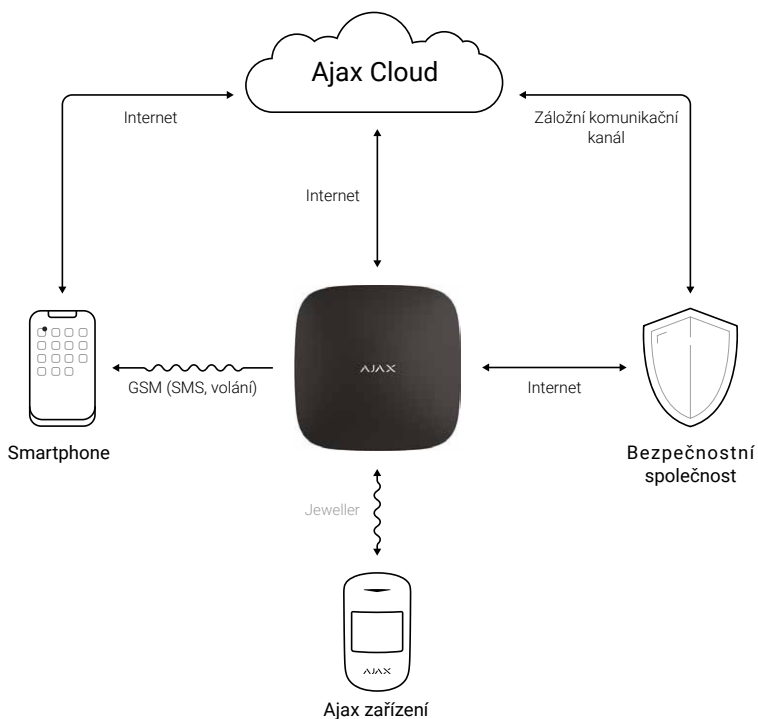 Ajax Cloud
Internet
Záložní komunikační
kanál
Internet
AJAX
GSM (SMS, volání)
Internet
Smartphone
Bezpečnostní
společnost
Jeweller
AJAX
Ajax zařízení